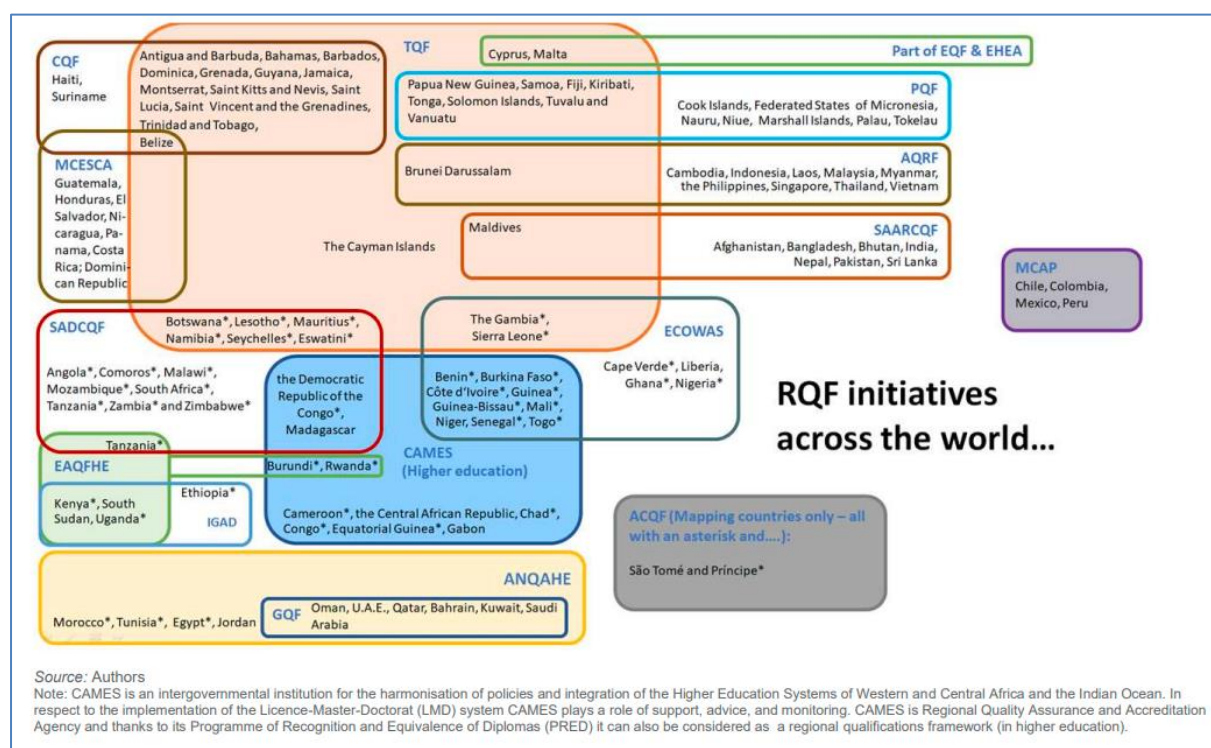 CQF
Haiti,
Suriname
Antigua and Barbuda, Bahamas, Barbados,
Dominica, Grenada, Guyana, Jamaica,
Montserrat, Saint Kitts and Nevis, Saint
Lucia, Saint Vincent and the Grenadines,
Trinidad and Tobago,
Belize
TQF
Cyprus, Malta
Part of EQF & EHEA
Papua New Guinea, Samoa, Fiji, Kiribati,
Tonga, Solomon Islands, Tuvalu and
Vanuatu
PQF
Cook Islands, Federated States of Micronesia,
Nauru, Niue, Marshall Islands, Palau, Tokelau
MCESCA
Guatemala,
Honduras, El
Salvador, Ni-
caragua, Pa-
nama, Costa
Rica; Domini-
can Republic
Brunei Darussalam
AQRF
Cambodia, Indonesia, Laos, Malaysia, Myanmar,
the Philippines, Singapore, Thailand, Vietnam
The Cayman Islands
Maldives
SAARCQF
Afghanistan, Bangladesh, Bhutan, India,
Nepal, Pakistan, Sri Lanka
MCAP
Chile, Colombia,
Mexico, Peru
SADCQF
Botswana*, Lesotho*, Mauritius*,
Namibia*, Seychelles*, Eswatini*
Angola*, Comoros*, Malawi*,
Mozambique*, South Africa*,
Tanzania*, Zambia* and Zimbabwe*
the Democratic
Republic of the
Congo*,
Madagascar
The Gambia*,
Sierra Leone*
ECOWAS
Benin*, Burkina Faso*,
Côte d'Ivoire*, Guinea*,
Guinea-Bissau*, Mali*,
Niger, Senegal*, Togo*
Cape Verde*, Liberia,
Ghana*, Nigeria*
RQF initiatives
across the world...
Tanzania*
EAQFHE
Burundi*, Rwanda*
CAMES
(Higher education)
Kenya*, South
Sudan, Uganda*
Ethiopia*
IGAD
Cameroon*, the Central African Republic, Chad*,
Congo*, Equatorial Guinea*, Gabon
ACQF (Mapping countries only – all
with an asterisk and....):
São Tomé and Príncipe*
ANQAHE
Morocco*, Tunisia*, Egypt*, Jordan
GQF
Oman, U.A.E., Qatar, Bahrain, Kuwait, Saudi
Arabia
Source: Authors
Note: CAMES is an intergovernmental institution for the harmonisation of policies and integration of the Higher Education Systems of Western and Central Africa and the Indian Ocean. In
respect to the implementation of the Licence-Master-Doctorat (LMD) system CAMES plays a role of support, advice, and monitoring. CAMES is Regional Quality Assurance and Accreditation
Agency and thanks to its Programme of Recognition and Equivalence of Diplomas (PRED) it can also be considered as a regional qualifications framework (in higher education).